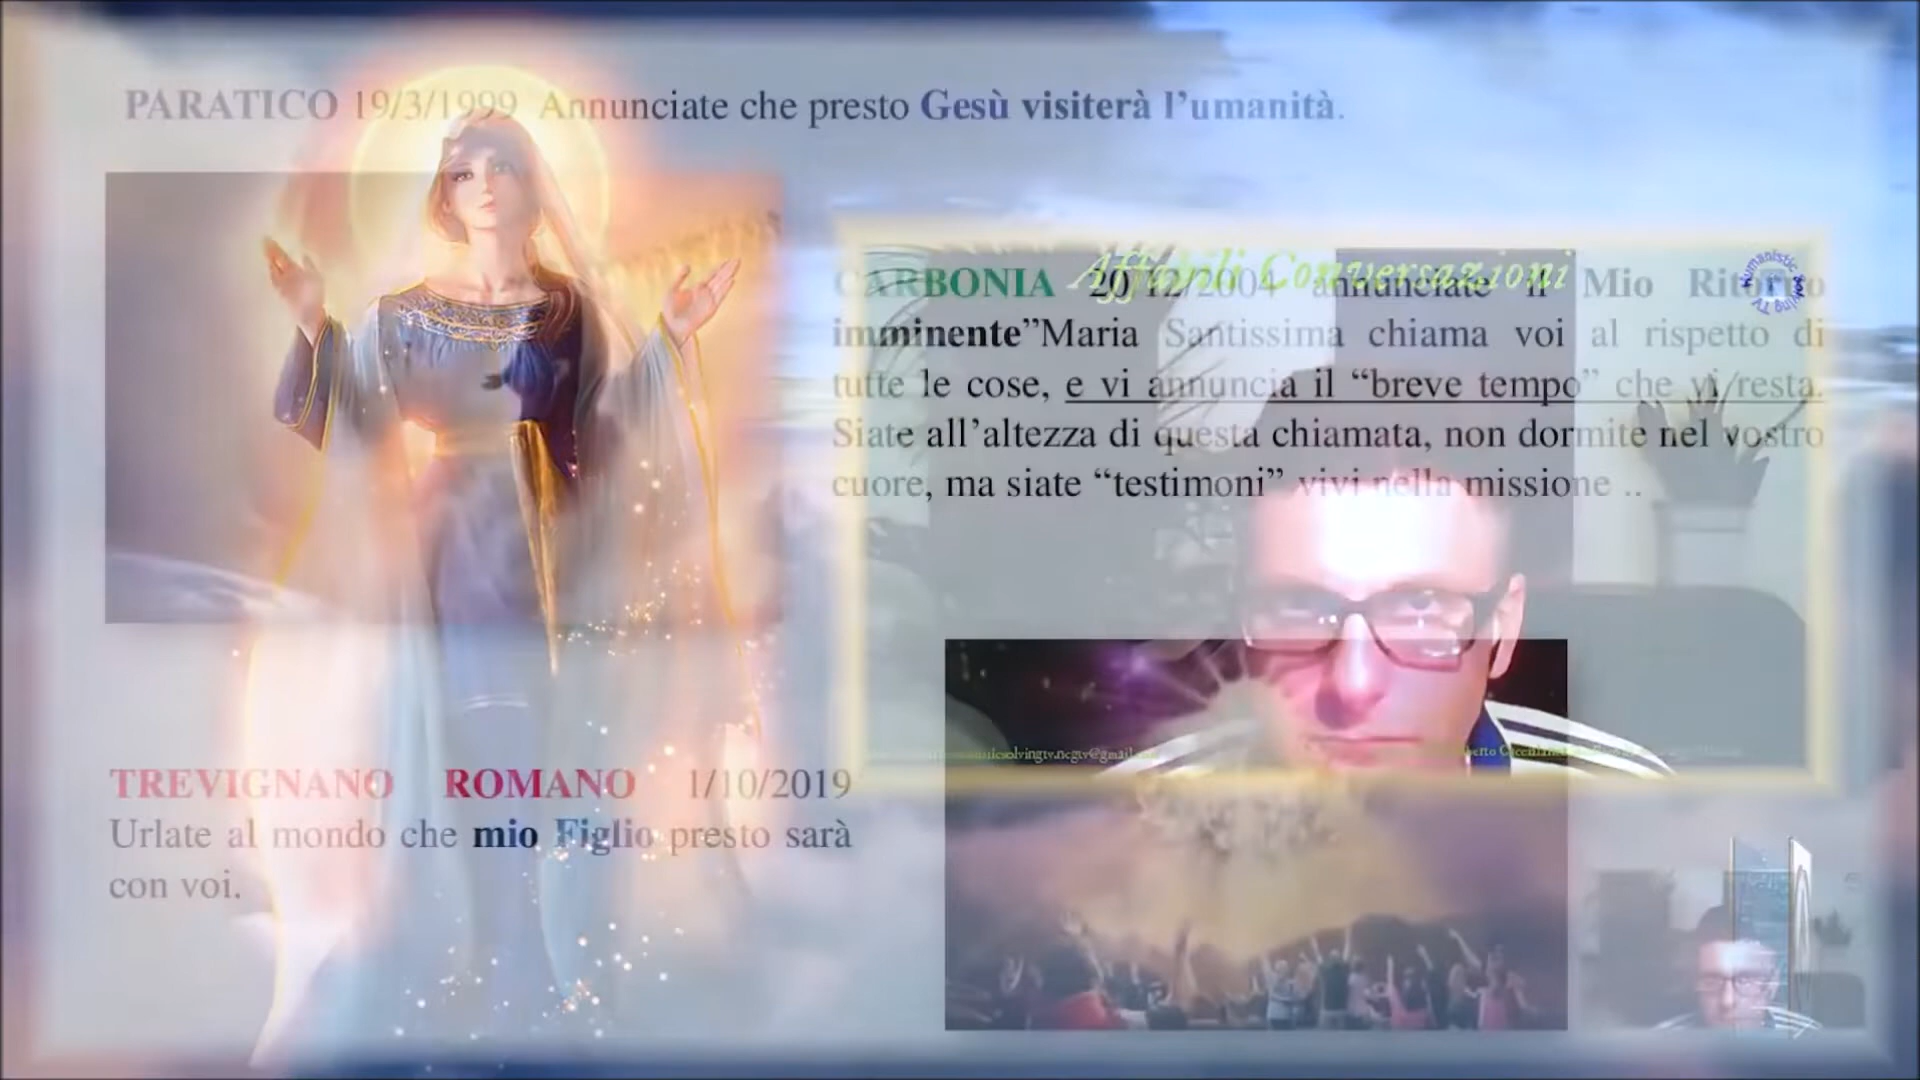 PARATICO 19/3/1999 Annunciate che presto Gesù visiterà l'umanità.
Affabili Conversazioni
CARBONIA 20/12/2004 annunciate il Mio Ritorno
imminente”Maria Santissima chiama voi al rispetto di
tutte le cose, e vi annuncia il “breve tempo” che vi resta.
Siate all’altezza di questa chiamata, non dormite nel vostro
cuore, ma siate “testimoni” vivi nella missione ..
TREVIGNANO ROMANO 1/10/2019
Urlate al mondo che mio Figlio presto sarà
con voi.